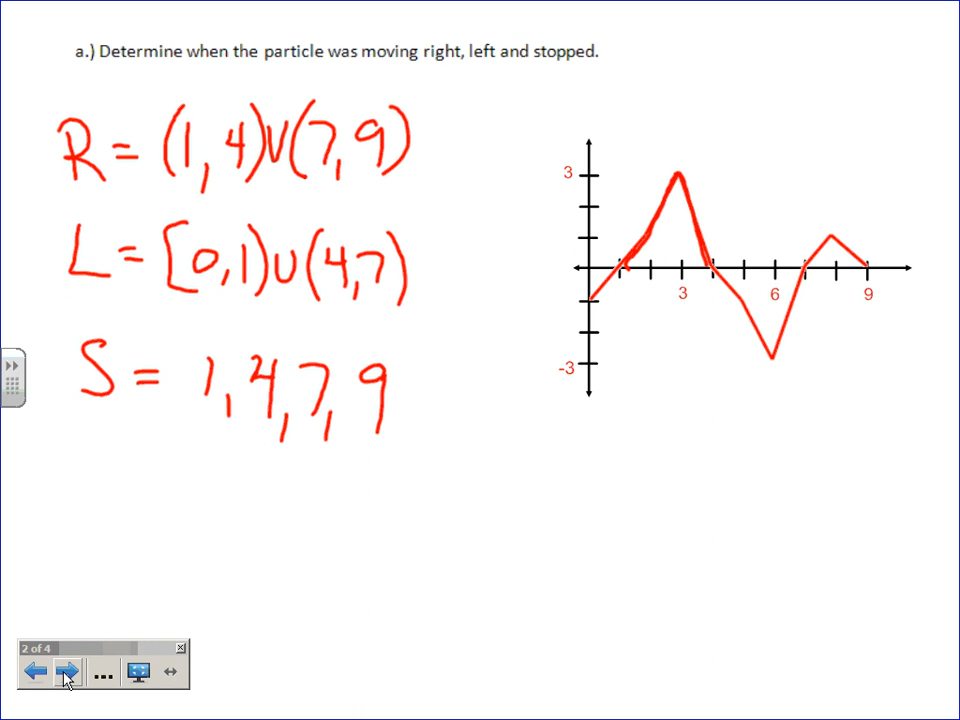 a.) Determine when the particle was moving right, left and stopped.
R = (1, 4)∪(7, 9)
L = [0,1)∪(4,7)
S = 1, 4, 7, 9
3
3 6 9
-3
2 of 4
...